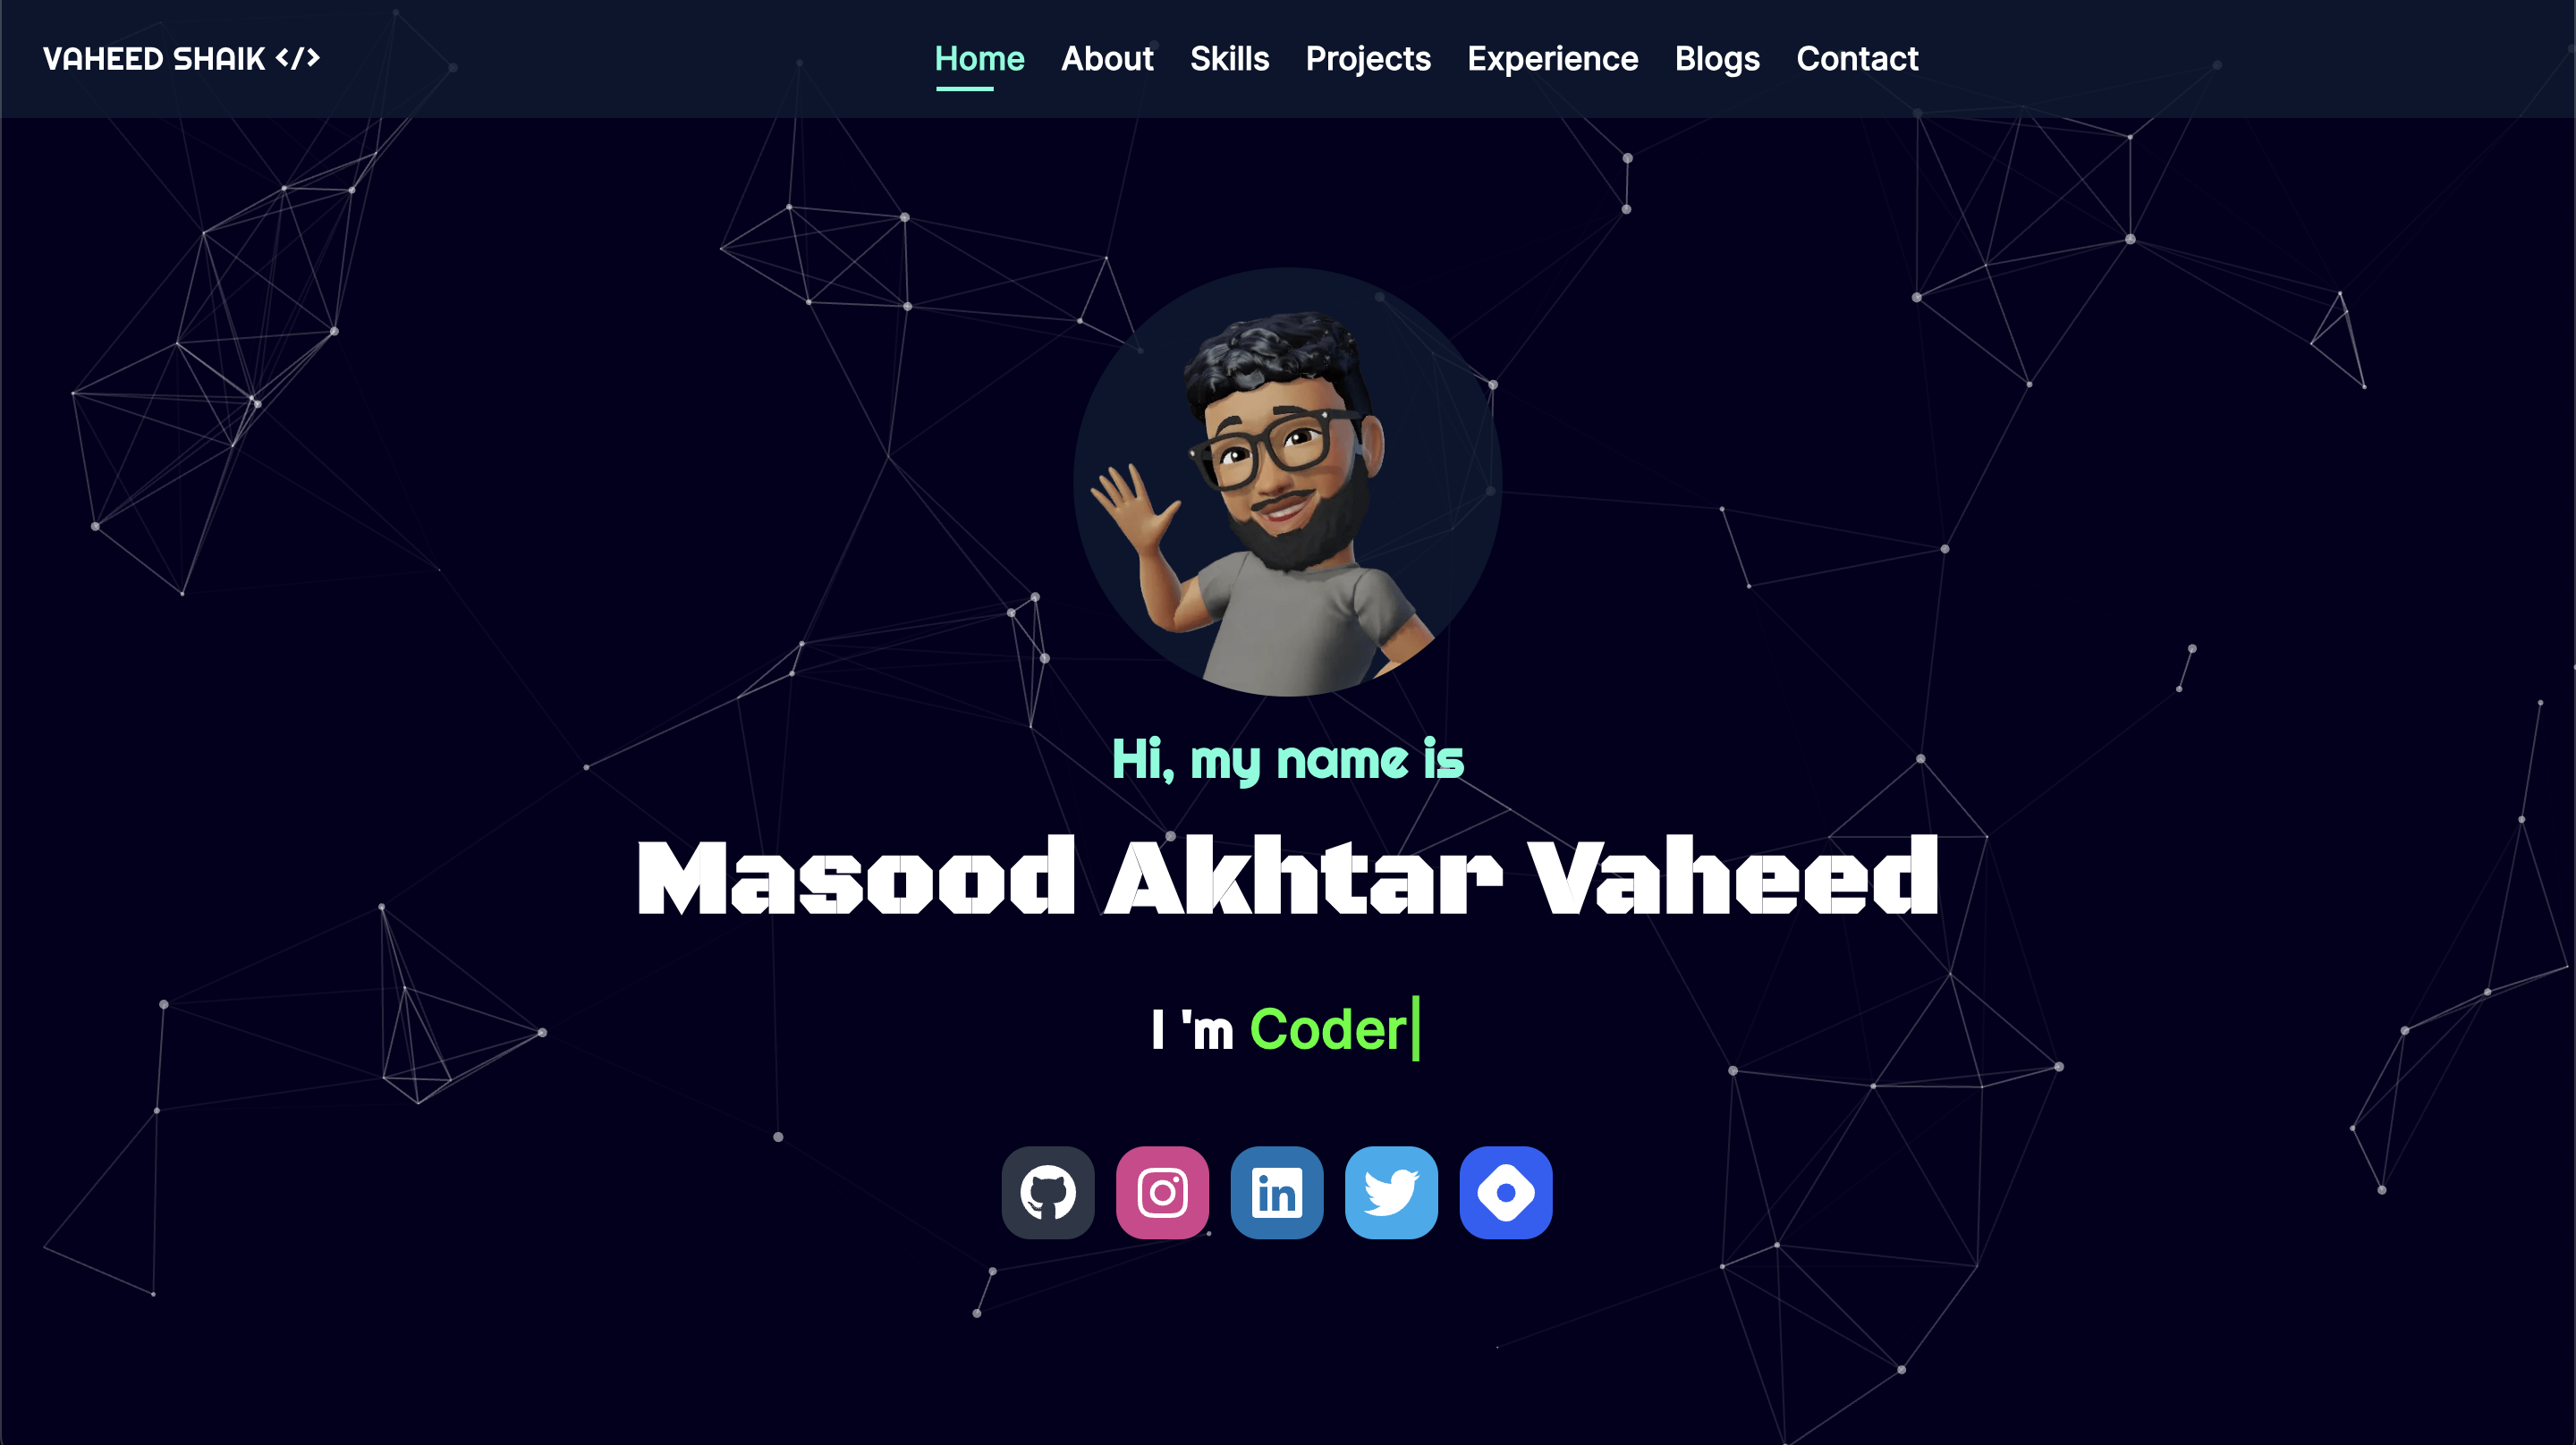 VAHEED SHAIK </>
Home About Skills Projects Experience Blogs Contact
Hi, my name is
Masood Akhtar Vaheed
I 'm Coder
in